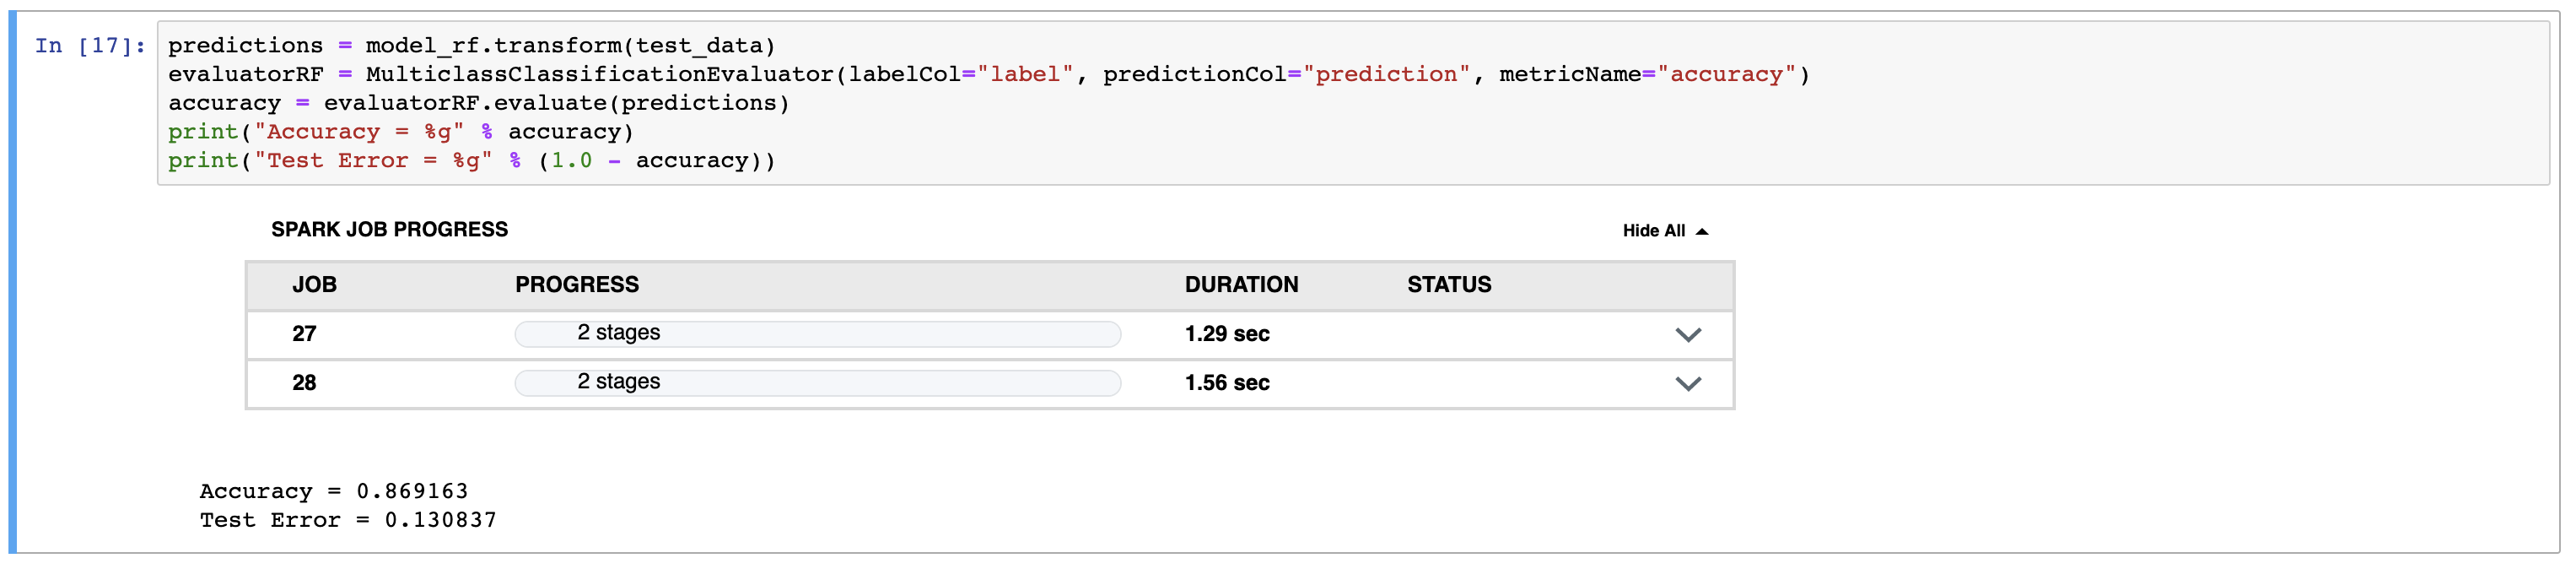 In [17]: predictions = model_rf.transform(test_data)
evaluatorRF = MulticlassClassificationEvaluator(labelCol="label", predictionCol="prediction", metricName="accuracy")
accuracy = evaluatorRF.evaluate(predictions)
print("Accuracy = %g" % accuracy)
print("Test Error = %g" % (1.0 - accuracy))
SPARK JOB PROGRESS Hide All
JOB PROGRESS DURATION STATUS
27 2 stages 1.29 sec
28 2 stages 1.56 sec
Accuracy = 0.869163
Test Error = 0.130837